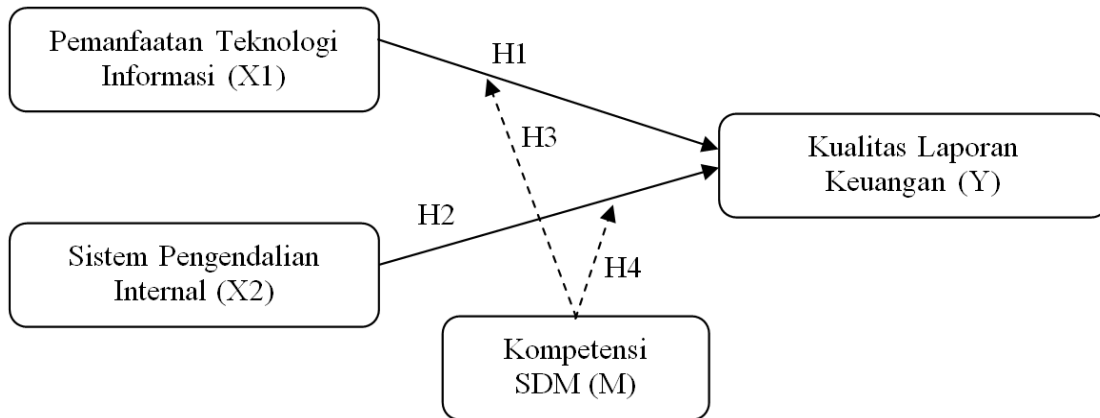 Pemanfaatan Teknologi
Informasi (X1)
H1
H3
Kualitas Laporan
Keuangan (Y)
H2
Sistem Pengendalian
Internal (X2)
H4
Kompetensi
SDM (M)